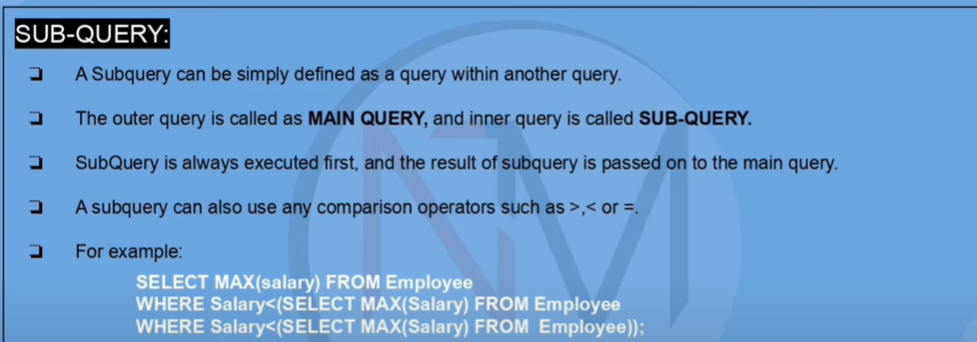 SUB-QUERY:
❑ A Subquery can be simply defined as a query within another query.
❑ The outer query is called as MAIN QUERY, and inner query is called SUB-QUERY.
❑ SubQuery is always executed first, and the result of subquery is passed on to the main query.
❑ A subquery can also use any comparison operators such as >,< or =.
❑ For example:
SELECT MAX(salary) FROM Employee
WHERE Salary<(SELECT MAX(Salary) FROM Employee
WHERE Salary<(SELECT MAX(Salary) FROM Employee));